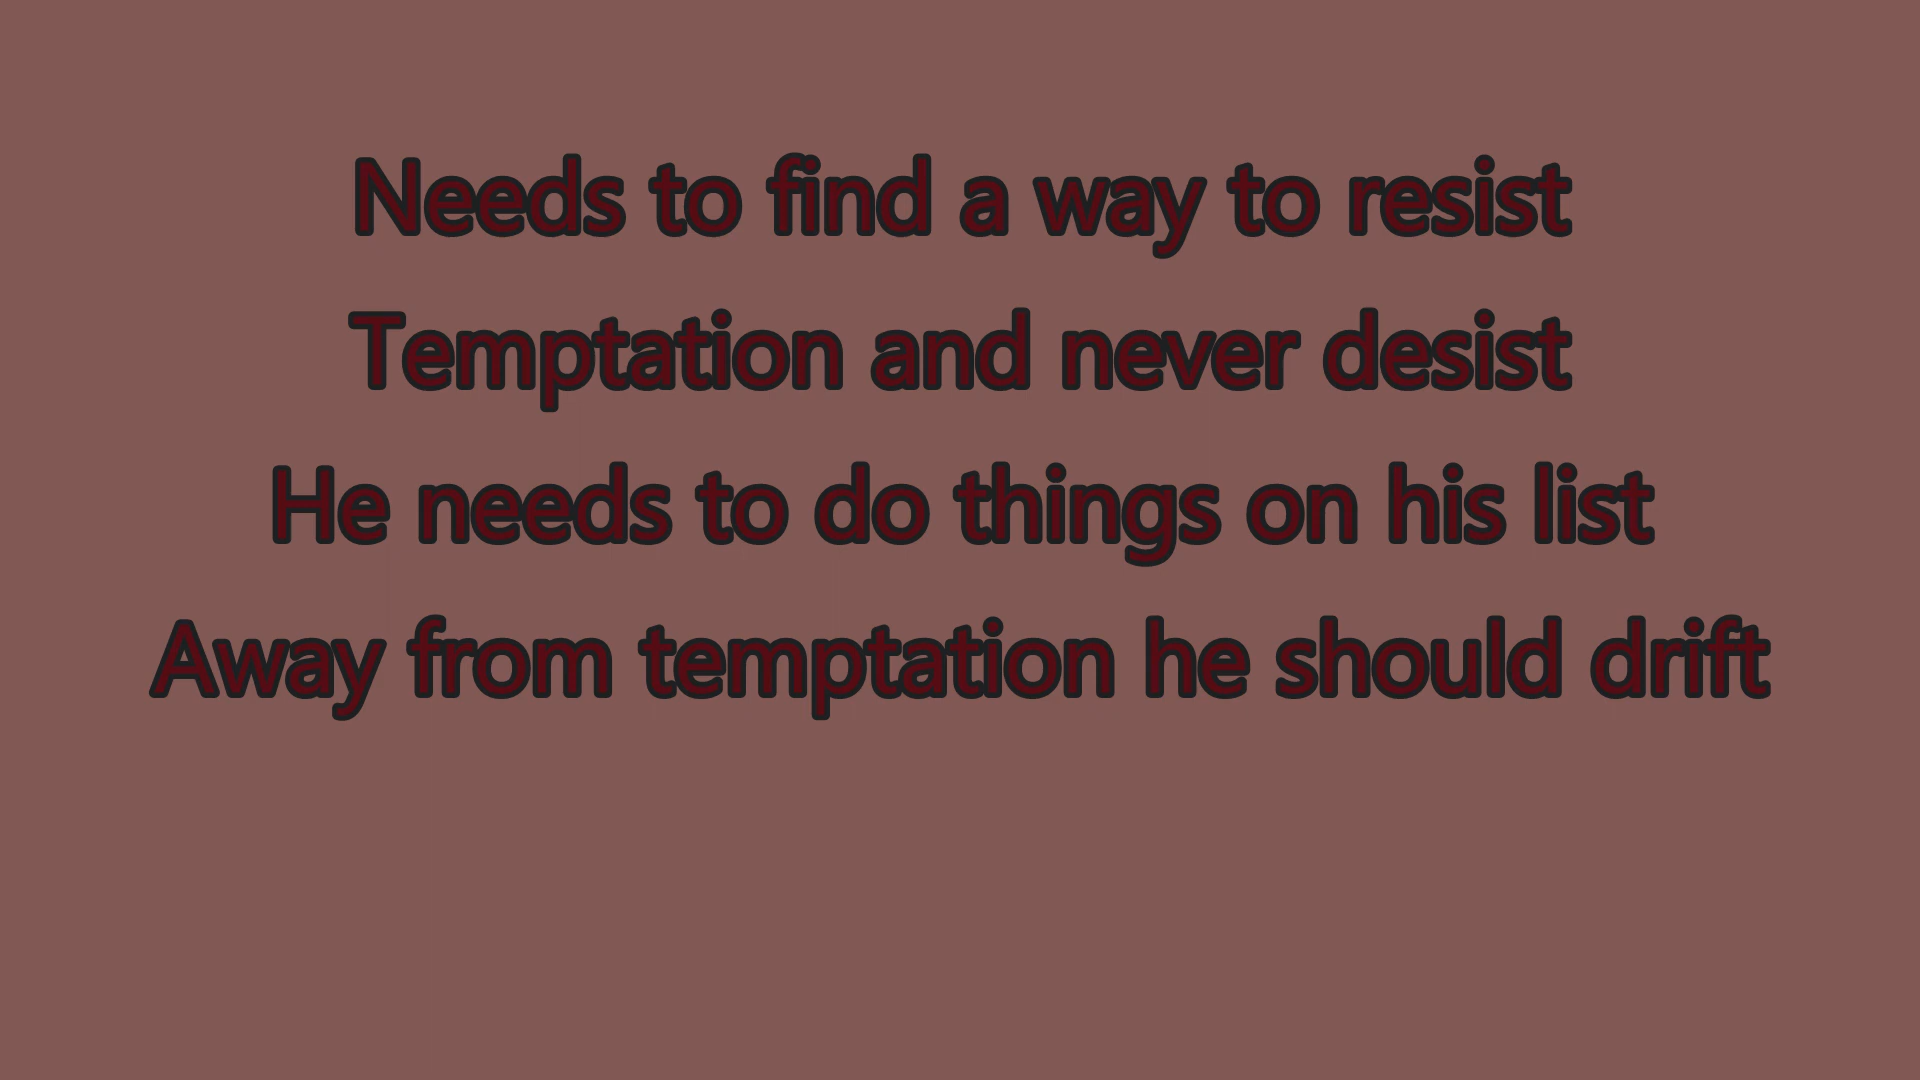 Needs to find a way to resist
Temptation and never desist
He needs to do things on his list
Away from temptation he should drift